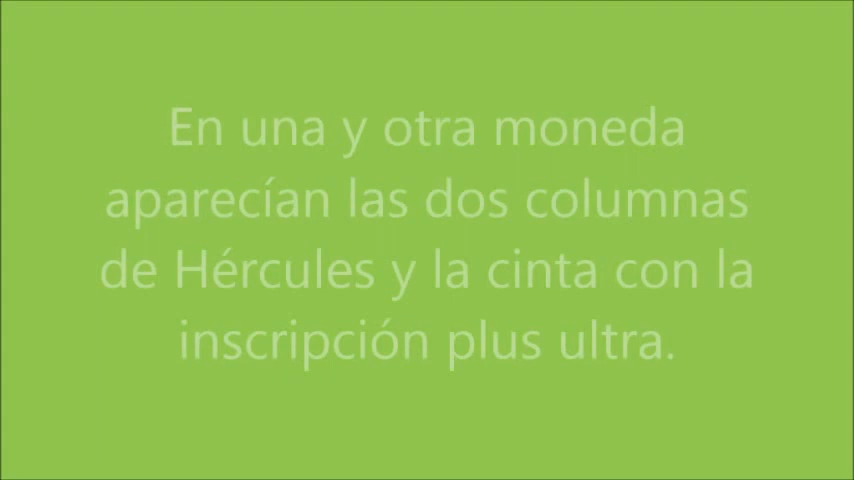 En una y otra moneda
aparecían las dos columnas
de Hércules y la cinta con la
inscripción plus ultra.